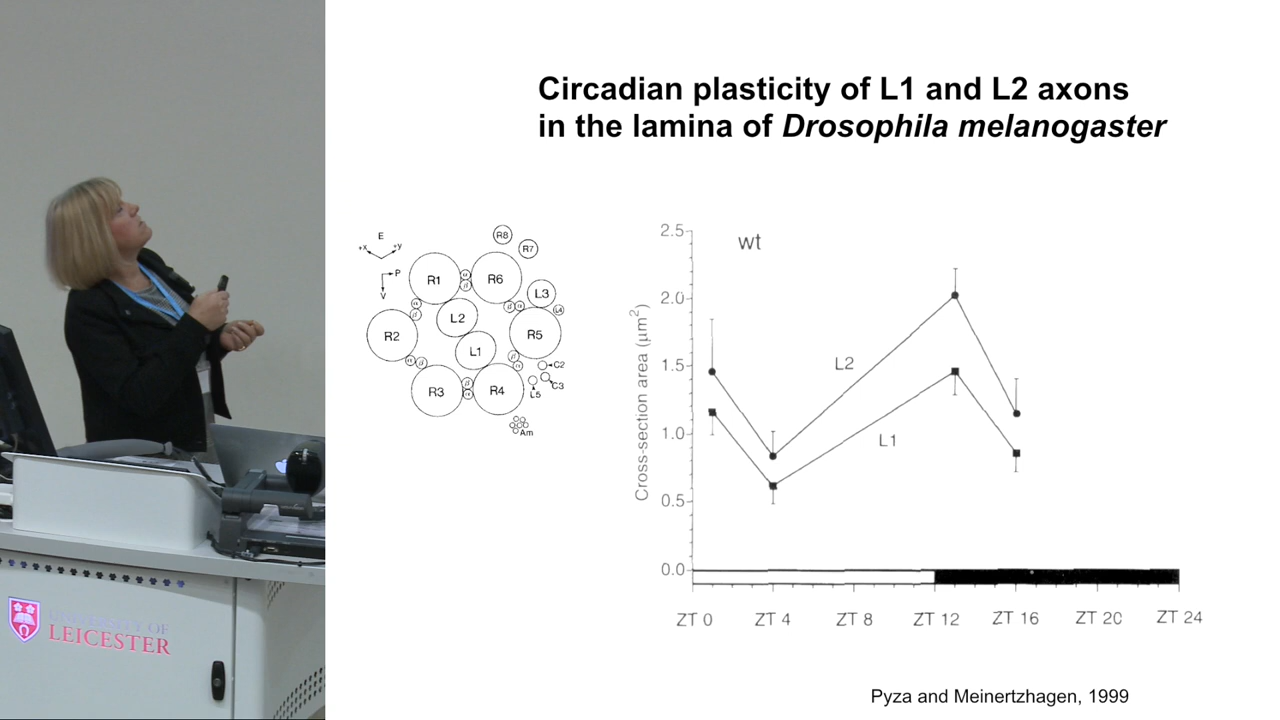 Circadian plasticity of L1 and L2 axons
in the lamina of Drosophila melanogaster
E
+x
+y
P
V
R8
R7
R1
α
β
R6
L3
β α
L4
α
β
L2
R2
R5
L1
α β
β
α
C2
C3
L5
R3
β
α
R4
Am
wt
2.5
2.0
1.5
1.0
0.5
0.0
Cross-section area (μm²)
L2
L1
ZT 0
ZT 4
ZT 8
ZT 12
ZT 16
ZT 20
ZT 24
Pyza and Meinertzhagen, 1999
UNIVERSITY OF
LEICESTER